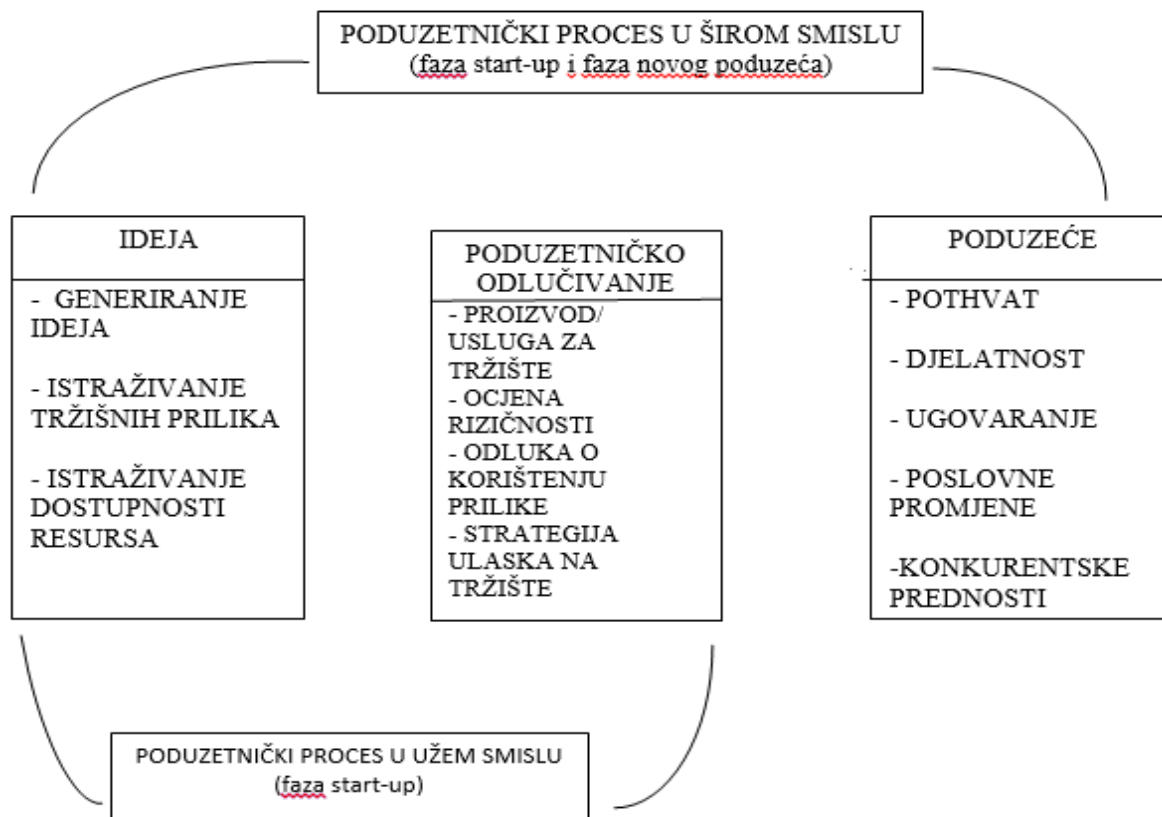 PODUZETNIČKI PROCES U ŠIROM SMISLU
(faza start-up i faza novog poduzeća)
IDEJA
- GENERIRANJE
IDEJA
- ISTRAŽIVANJE
TRŽIŠNIH PRILIKA
- ISTRAŽIVANJE
DOSTUPNOSTI
RESURSA
PODUZETNIČKO
ODLUČIVANJE
- PROIZVOD/
USLUGA ZA
TRŽIŠTE
- OCJENA
RIZIČNOSTI
- ODLUKA O
KORIŠTENJU
PRILIKE
- STRATEGIJA
ULASKA NA
TRŽIŠTE
PODUZEĆE
- POTHVAT
- DJELATNOST
- UGOVARANJE
- POSLOVNE
PROMJENE
-KONKURENTSKE
PREDNOSTI
PODUZETNIČKI PROCES U UŽEM SMISLU
(faza start-up)